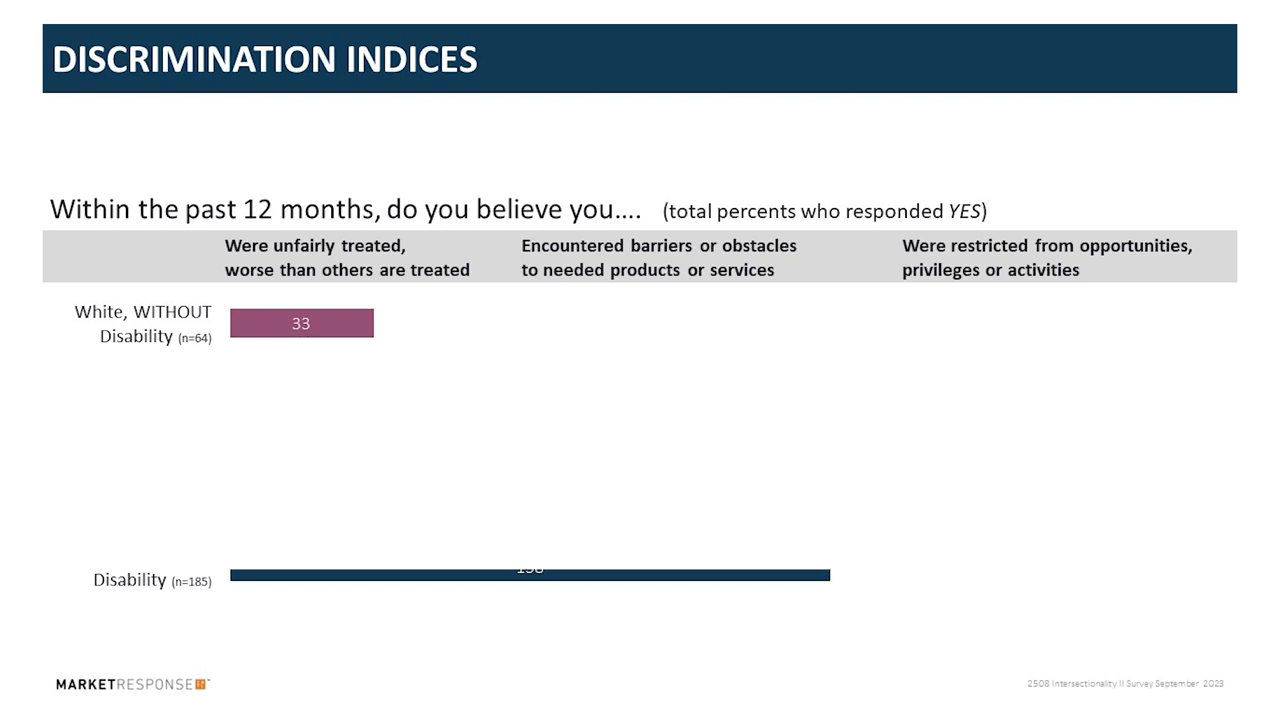 DISCRIMINATION INDICES
Within the past 12 months, do you believe you.... (total percents who responded YES)
Were unfairly treated,
worse than others are treated
Encountered barriers or obstacles
to needed products or services
Were restricted from opportunities,
privileges or activities
White, WITHOUT
Disability (n=64)
33
Disability (n=185)
MARKETRESPONSE
2508 Intersectionality II Survey September 2023